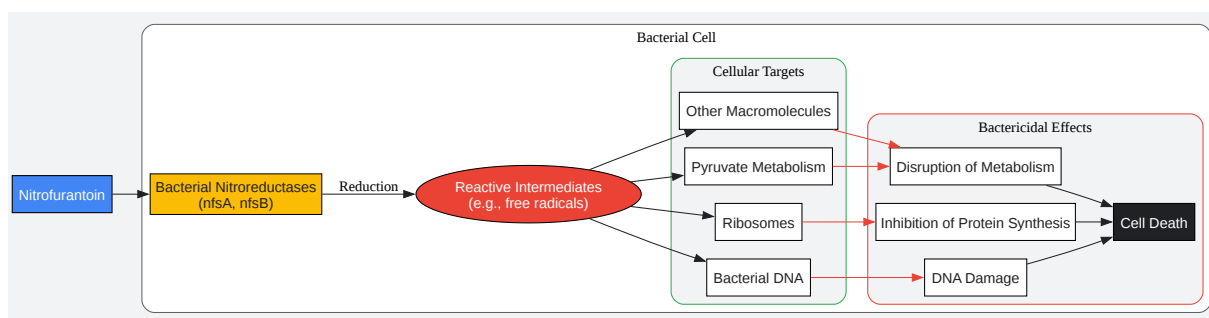 Bacterial Cell
Cellular Targets
Other Macromolecules
Bactericidal Effects
Pyruvate Metabolism
Disruption of Metabolism
Nitrofurantoin
Bacterial Nitroreductases
(nfsA, nfsB)
Reduction
Reactive Intermediates
(e.g., free radicals)
Ribosomes
Inhibition of Protein Synthesis
Cell Death
Bacterial DNA
DNA Damage